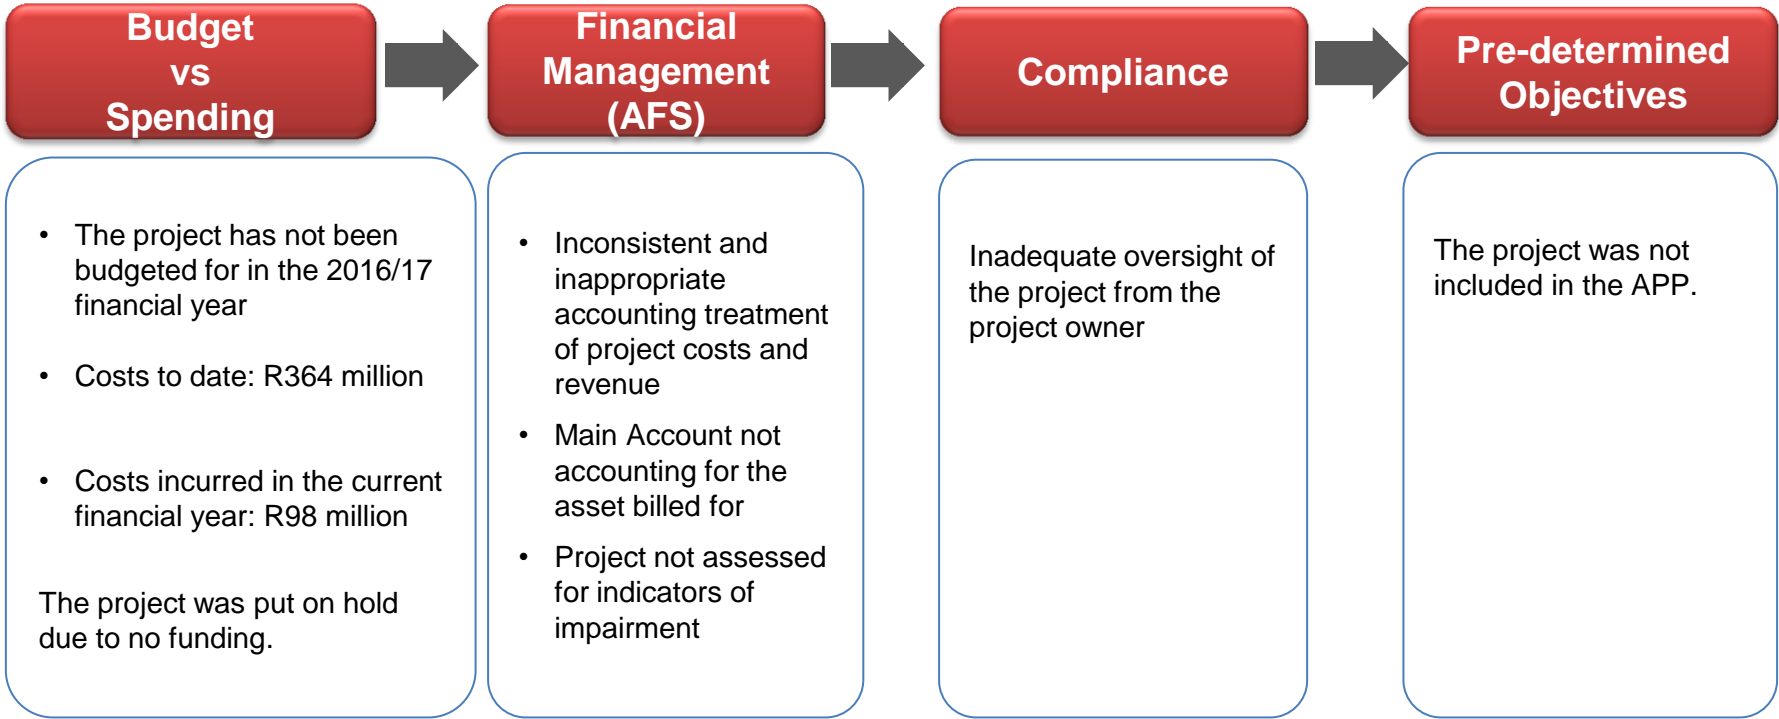 Budget
vs
Spending
Financial
Management
(AFS)
Compliance
Pre-determined
Objectives
• The project has not been
budgeted for in the 2016/17
financial year
• Costs to date: R364 million
• Costs incurred in the current
financial year: R98 million
The project was put on hold
due to no funding.
• Inconsistent and
inappropriate
accounting treatment
of project costs and
revenue
• Main Account not
accounting for the
asset billed for
• Project not assessed
for indicators of
impairment
Inadequate oversight of
the project from the
project owner
The project was not
included in the APP.